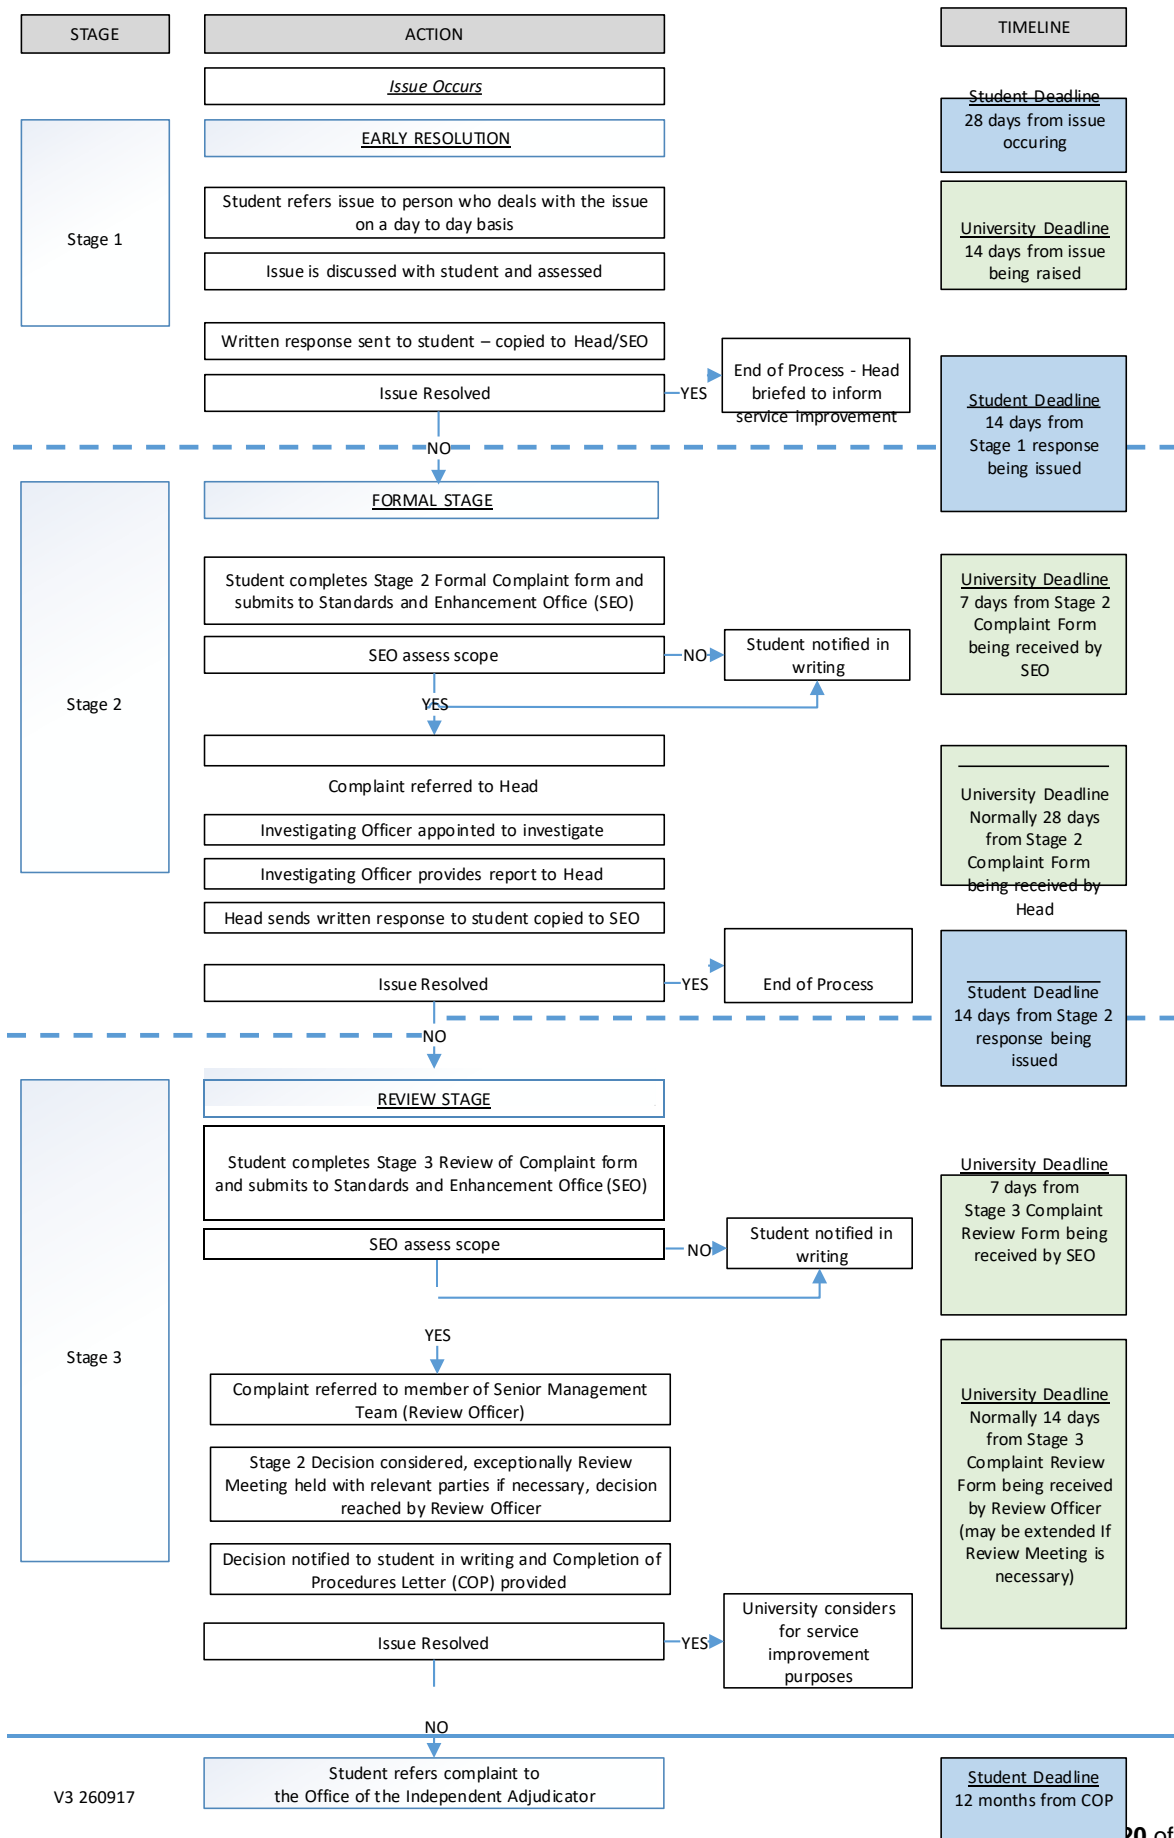 STAGE
ACTION
TIMELINE
Issue Occurs
Student Deadline
28 days from issue
occuring
EARLY RESOLUTION
Stage 1
Student refers issue to person who deals with the issue
on a day to day basis
University Deadline
14 days from issue
being raised
Issue is discussed with student and assessed
Written response sent to student – copied to Head/SEO
Issue Resolved
YES
End of Process - Head
briefed to inform
service improvement
Student Deadline
14 days from
Stage 1 response
being issued
NO
FORMAL STAGE
Stage 2
Student completes Stage 2 Formal Complaint form and
submits to Standards and Enhancement Office (SEO)
University Deadline
7 days from Stage 2
Complaint Form
being received by
SEO
SEO assess scope
NO
Student notified in
writing
YES
Complaint referred to Head
University Deadline
Normally 28 days
from Stage 2
Complaint Form
being received by
Head
Investigating Officer appointed to investigate
Investigating Officer provides report to Head
Head sends written response to student copied to SEO
Issue Resolved
YES
End of Process
Student Deadline
14 days from Stage 2
response being
issued
NO
REVIEW STAGE
Stage 3
Student completes Stage 3 Review of Complaint form
and submits to Standards and Enhancement Office (SEO)
University Deadline
7 days from
Stage 3 Complaint
Review Form being
received by SEO
SEO assess scope
NO
Student notified in
writing
YES
Complaint referred to member of Senior Management
Team (Review Officer)
University Deadline
Normally 14 days
from Stage 3
Complaint Review
Form being received
by Review Officer
(may be extended If
Review Meeting is
necessary)
Stage 2 Decision considered, exceptionally Review
Meeting held with relevant parties if necessary, decision
reached by Review Officer
Decision notified to student in writing and Completion of
Procedures Letter (COP) provided
Issue Resolved
YES
University considers
for service
improvement
purposes
NO
Student refers complaint to
the Office of the Independent Adjudicator
Student Deadline
12 months from COP
V3 260917
20 of